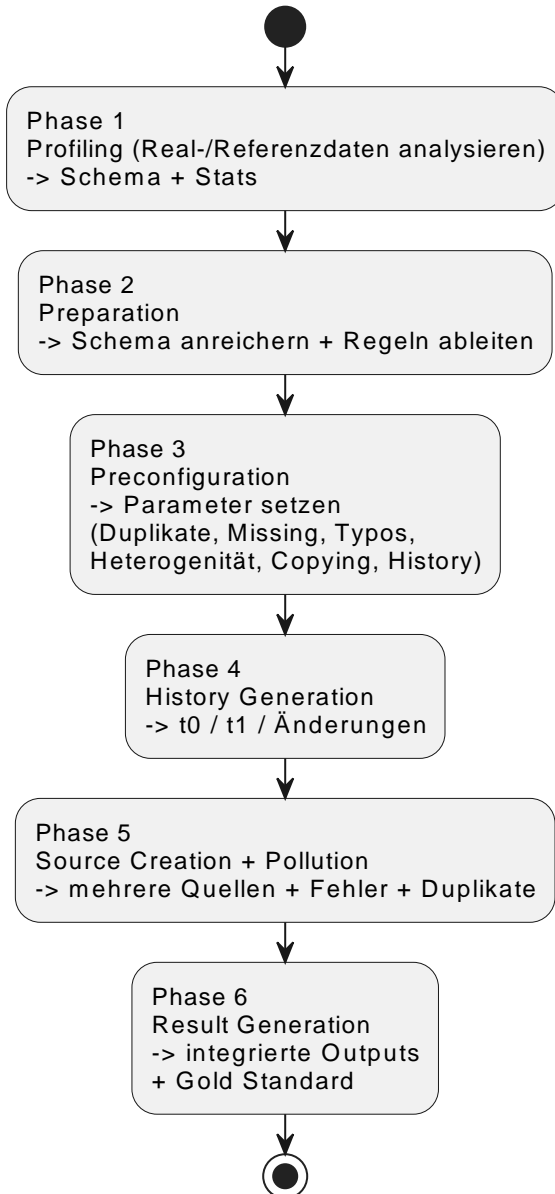 Phase 1
Profiling (Real-/Referenzdaten analysieren)
-> Schema + Stats
Phase 2
Preparation
-> Schema anreichern + Regeln ableiten
Phase 3
Preconfiguration
-> Parameter setzen
(Duplikate, Missing, Typos,
Heterogenität, Copying, History)
Phase 4
History Generation
-> t0 / t1 / Änderungen
Phase 5
Source Creation + Pollution
-> mehrere Quellen + Fehler + Duplikate
Phase 6
Result Generation
-> integrierte Outputs
+ Gold Standard